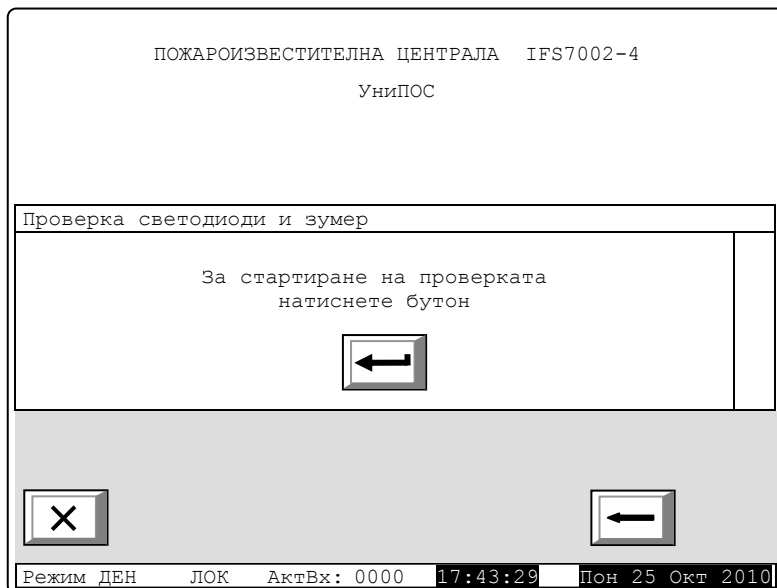 ПОЖАРОИЗВЕСТИТЕЛНА ЦЕНТРАЛА IFS7002-4
УниПОС
Проверка светодиоди и зумер
За стартиране на проверката
натиснете бутон
Режим ДЕН ЛОК АктВх: 0000 17:43:29 Пон 25 Окт 2010